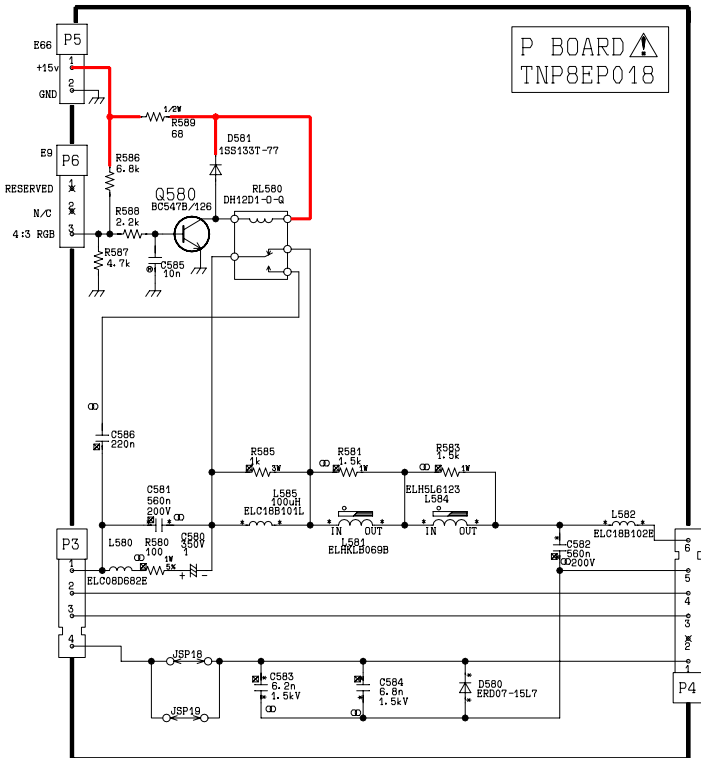 P BOARD
TNP8EP018
P5
E66
1
+15v
2
GND
1/2W
R589
68
D581
1SS133T-77
E9
P6
R586
6.8k
RESERVED
1
N/C
2
4:3 RGB
3
R588
2.2k
Q580
BC547B/126
RL580
DH12D1-O-Q
R587
4.7k
C585
10n
C586
220n
R585
1k
3W
R581
1.5k
1W
R583
1.5k
1W
C581
560n
200V
L585
100uH
ELC18B101L
ELH5L6123
L584
L582
ELC18B102E
P3
L580
R580
100
1W
5%
C580
350V
1
+ -
IN OUT
L581
ELHKLB069B
IN OUT
C582
560n
200V
1
ELC08D682E
2
3
4
6
5
4
3
2
1
P4
JSP18
JSP19
C583
6.2n
1.5kV
C584
6.8n
1.5kV
D580
ERD07-15L7